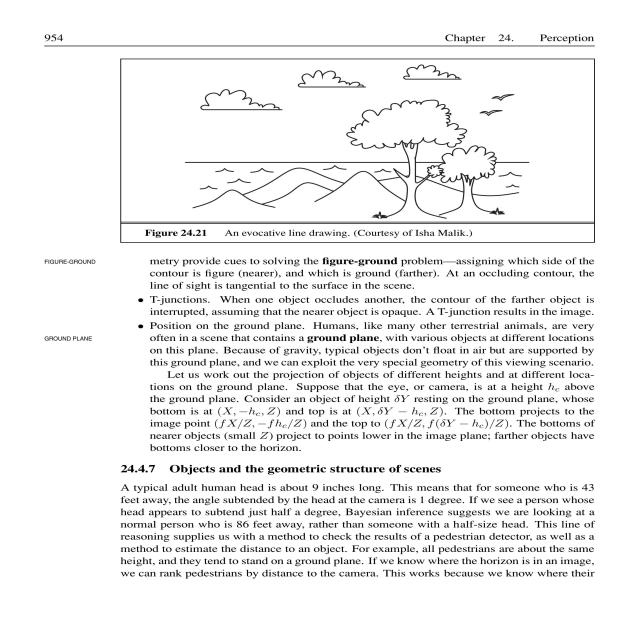 954 Chapter 24. Perception
Figure 24.21 An evocative line drawing. (Courtesy of Isha Malik.)
FIGURE-GROUND
metry provide cues to solving the figure-ground problem—assigning which side of the
contour is figure (nearer), and which is ground (farther). At an occluding contour, the
line of sight is tangential to the surface in the scene.
• T-junctions. When one object occludes another, the contour of the farther object is
interrupted, assuming that the nearer object is opaque. A T-junction results in the image.
• Position on the ground plane. Humans, like many other terrestrial animals, are very
GROUND PLANE
often in a scene that contains a ground plane, with various objects at different locations
on this plane. Because of gravity, typical objects don't float in air but are supported by
this ground plane, and we can exploit the very special geometry of this viewing scenario.
Let us work out the projection of objects of different heights and at different loca-
tions on the ground plane. Suppose that the eye, or camera, is at a height h_c above
the ground plane. Consider an object of height δY resting on the ground plane, whose
bottom is at (X, −h_c, Z) and top is at (X, δY − h_c, Z). The bottom projects to the
image point (fX/Z, −fh_c/Z) and the top to (fX/Z, f(δY − h_c)/Z). The bottoms of
nearer objects (small Z) project to points lower in the image plane; farther objects have
bottoms closer to the horizon.
24.4.7 Objects and the geometric structure of scenes
A typical adult human head is about 9 inches long. This means that for someone who is 43
feet away, the angle subtended by the head at the camera is 1 degree. If we see a person whose
head appears to subtend just half a degree, Bayesian inference suggests we are looking at a
normal person who is 86 feet away, rather than someone with a half-size head. This line of
reasoning supplies us with a method to check the results of a pedestrian detector, as well as a
method to estimate the distance to an object. For example, all pedestrians are about the same
height, and they tend to stand on a ground plane. If we know where the horizon is in an image,
we can rank pedestrians by distance to the camera. This works because we know where their